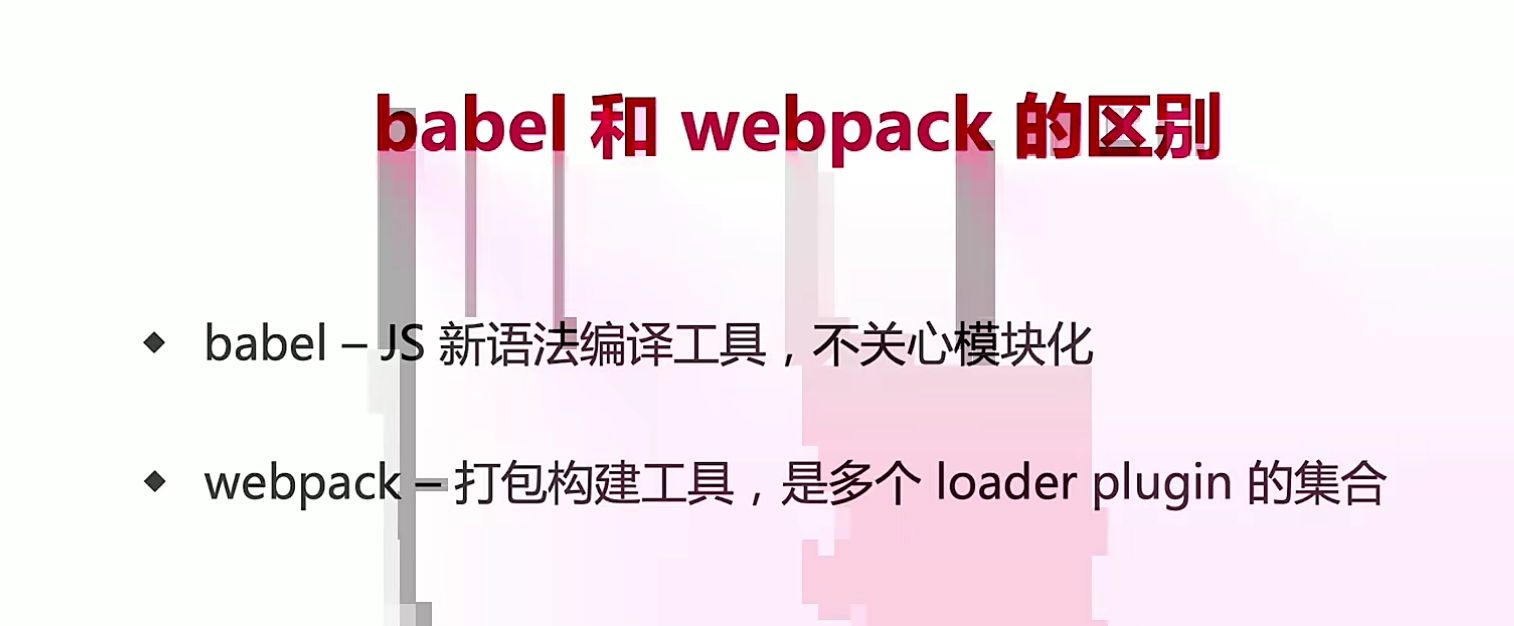 babel 和 webpack 的区别
◆ babel – JS 新语法编译工具，不关心模块化
◆ webpack – 打包构建工具，是多个 loader plugin 的集合